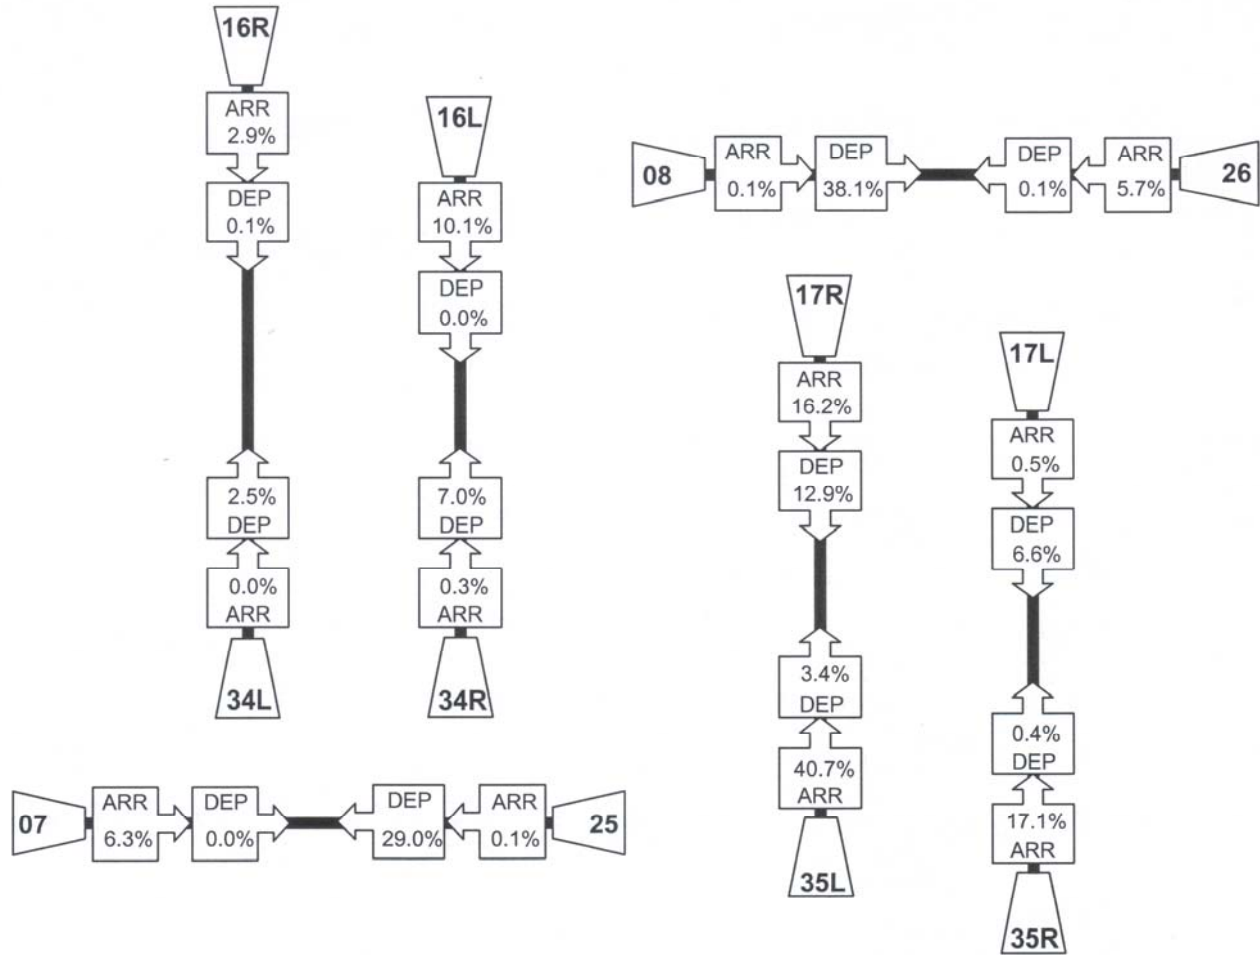 16R
ARR
2.9%
DEP
0.1%
2.5%
DEP
0.0%
ARR
34L
16L
ARR
10.1%
DEP
0.0%
7.0%
DEP
0.3%
ARR
34R
08
ARR
0.1%
DEP
38.1%
DEP
0.1%
ARR
5.7%
26
17R
ARR
16.2%
DEP
12.9%
3.4%
DEP
40.7%
ARR
35L
17L
ARR
0.5%
DEP
6.6%
0.4%
DEP
17.1%
ARR
35R
07
ARR
6.3%
DEP
0.0%
DEP
29.0%
ARR
0.1%
25